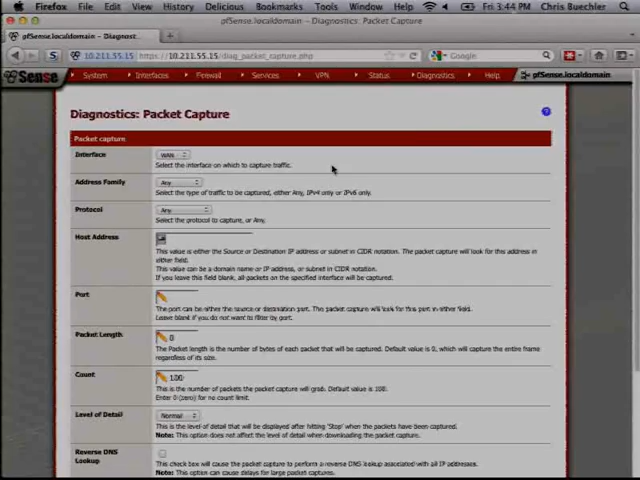 Firefox File Edit View History Delicious Bookmarks Tools Window Help Fri 3:44 PM Chris Buechler
pfSense.localdomain - Diagnostics: Packet Capture
pfSense.localdomain - Diagnos...
10.211.55.15 https://10.211.55.15/diag_packet_capture.php Google
Sense System Interfaces Firewall Services VPN Status Diagnostics Help pfSense.localdomain
Diagnostics: Packet Capture
Packet capture
Interface WAN
Select the interface on which to capture traffic.
Address Family Any
Select the type of traffic to be captured, either Any, IPv4 only or IPv6 only.
Protocol Any
Select the protocol to capture, or Any.
Host Address
This value is either the Source or Destination IP address or subnet in CIDR notation. The packet capture will look for this address in
either field.
This value can be a domain name or IP address, or subnet in CIDR notation.
If you leave this field blank, all packets on the specified interface will be captured.
Port
The port can be either the source or destination port. The packet capture will look for this port in either field.
Leave blank if you do not want to filter by port.
Packet Length 0
The Packet length is the number of bytes of each packet that will be captured. Default value is 0, which will capture the entire frame
regardless of its size.
Count 100
This is the number of packets the packet capture will grab. Default value is 100.
Enter 0 (zero) for no count limit.
Level of Detail Normal
This is the level of detail that will be displayed after hitting 'Stop' when the packets have been captured.
Note: This option does not affect the level of detail when downloading the packet capture.
Reverse DNS
Lookup
This check box will cause the packet capture to perform a reverse DNS lookup associated with all IP addresses.
Note: This option can cause delays for large packet captures.